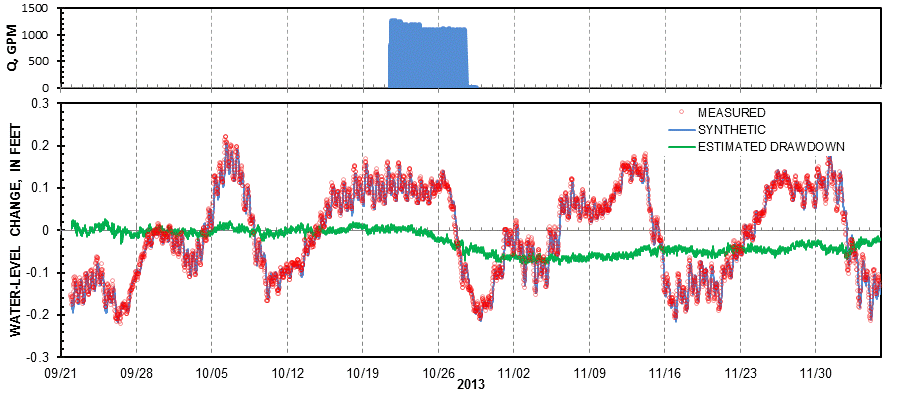 1500
1000
500
0
Q, GPM
0.3
0.2
0.1
0
-0.1
-0.2
-0.3
WATER-LEVEL CHANGE, IN FEET
MEASURED
SYNTHETIC
ESTIMATED DRAWDOWN
09/21 09/28 10/05 10/12 10/19 10/26 11/02 11/09 11/16 11/23 11/30
2013